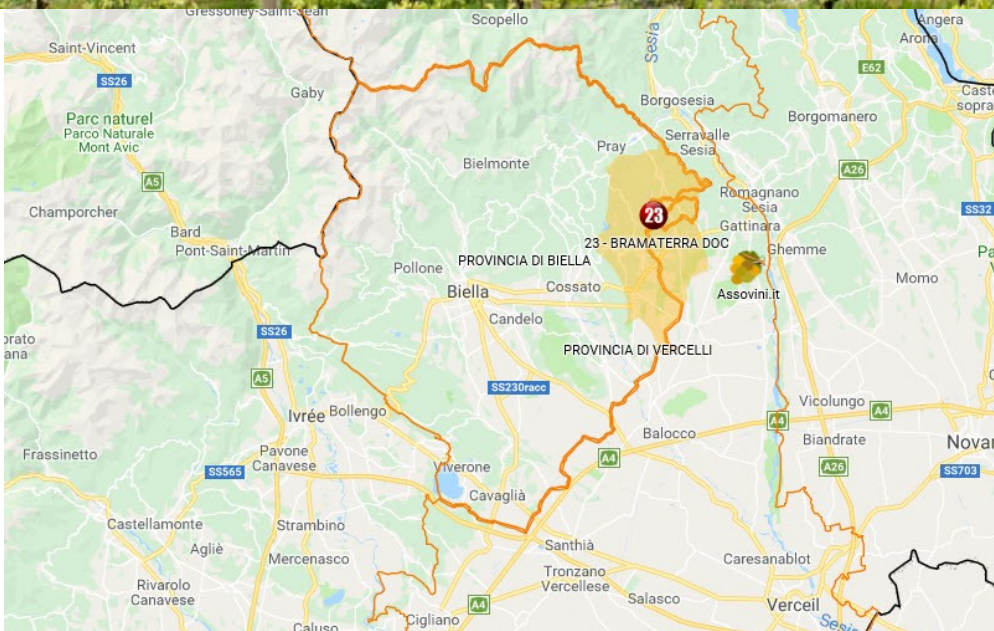 Gressoney-Saint-Jean
Scopello
Angera
Arona
Saint-Vincent
SS26
Sesia
E62
Gaby
Borgosesia
Borgomanero
Parc naturel
Parco Naturale
Mont Avic
Serravalle
Sesia
Pray
Bielmonte
A26
A5
Romagnano
Sesia
SS32
Champorcher
23
Gattinara
Bard
23 - BRAMATERRA DOC
Ghemme
Pont-Saint-Martin
PROVINCIA DI BIELLA
Pollone
Momo
Cossato
Biella
Assovini.it
Candelo
SS26
PROVINCIA DI VERCELLI
A5
SS230racc
Vicolungo
Ivrée
Bollengo
A4
A4
Balocco
Biandrate
Frassinetto
Pavone
Canavese
A4
A26
SS565
Viverone
SS703
Cavaglià
Castellamonte
Strambino
Agliè
Santhià
Mercenasco
Caresanablot
Tronzano
Vercellese
Rivarolo
Canavese
Salasco
A4
Verceil
Caluso
Cigliano
Sesia